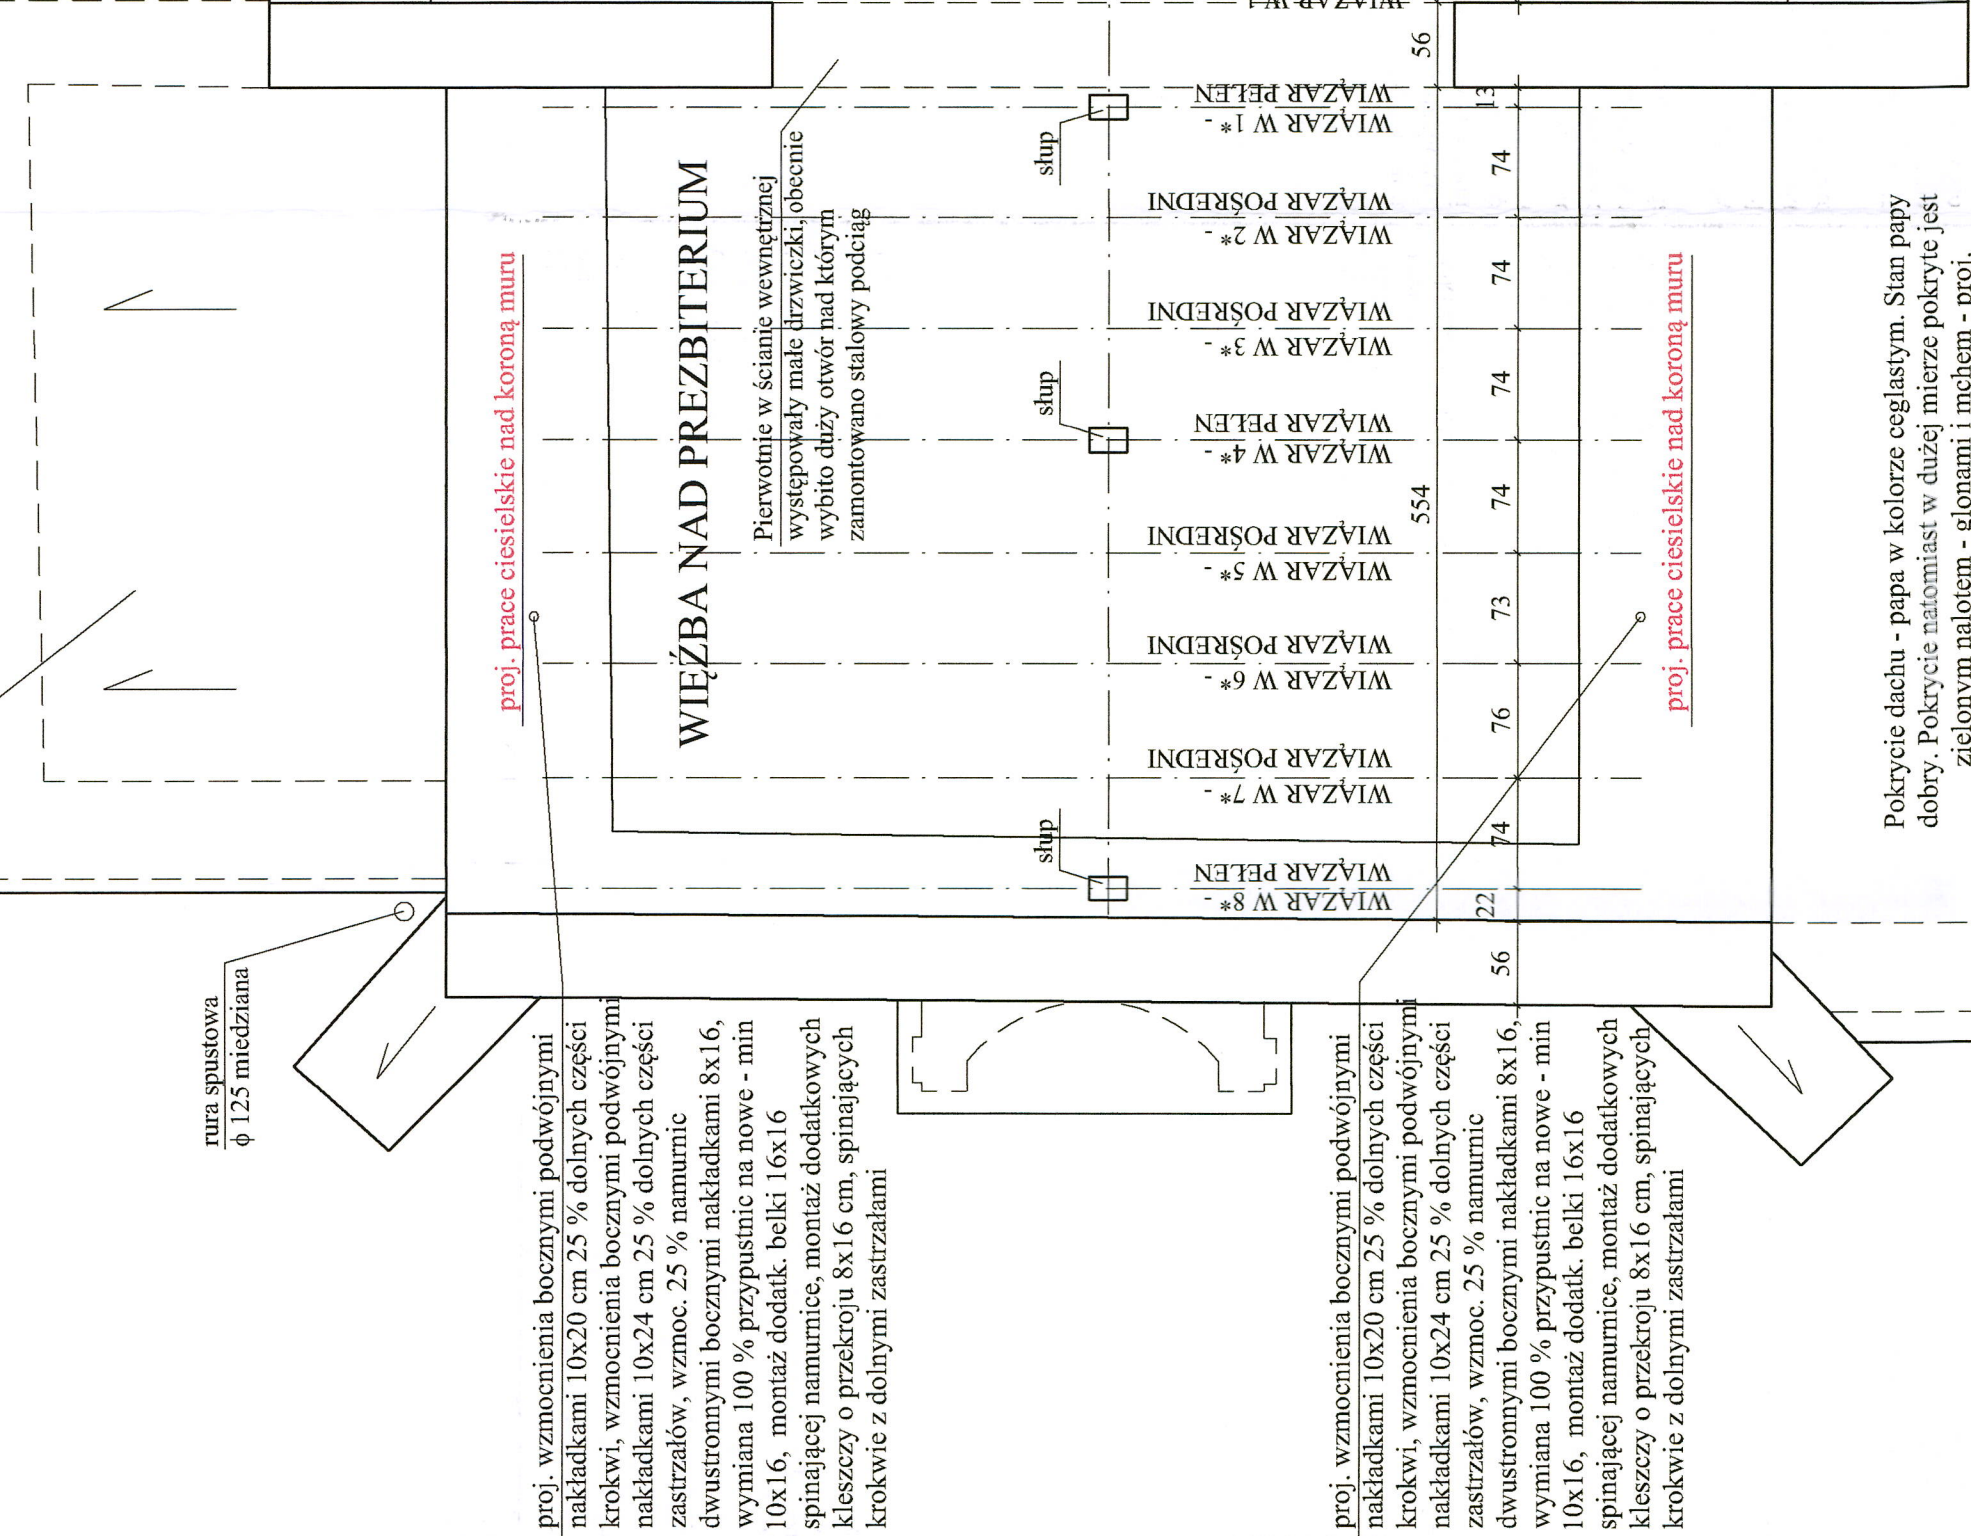 rura spustowa
ϕ 125 miedziana
proj. prace ciesielskie nad koroną muru
WIĘŹBA NAD PREZBITERIUM
Pierwotnie w ścianie wewnętrznej
występowały małe drzwiczki, obecnie
wybito duży otwór nad którym
zamontowano stalowy podciąg
słup
słup
słup
WIĄZAR W 1
WIĄZAR W 1* -
WIĄZAR PEŁEN
WIĄZAR W 2* -
WIĄZAR POŚREDNI
WIĄZAR W 3* -
WIĄZAR POŚREDNI
WIĄZAR W 4* -
WIĄZAR PEŁEN
WIĄZAR W 5* -
WIĄZAR POŚREDNI
WIĄZAR W 6* -
WIĄZAR POŚREDNI
WIĄZAR W 7* -
WIĄZAR POŚREDNI
WIĄZAR W 8* -
WIĄZAR PEŁEN
554
56
56
22
74
76
73
74
74
74
74
13
proj. prace ciesielskie nad koroną muru
proj. wzmocnienia bocznymi podwójnymi
nakładkami 10x20 cm 25 % dolnych części
krokwi, wzmocnienia bocznymi podwójnymi
nakładkami 10x24 cm 25 % dolnych części
zastrzałów, wzmoc. 25 % namurnic
dwustronnymi bocznymi nakładkami 8x16,
wymiana 100 % przypustnic na nowe - min
10x16, montaż dodatk. belki 16x16
spinającej namurnice, montaż dodatkowych
kleszczy o przekroju 8x16 cm, spinających
krokwie z dolnymi zastrzałami
proj. wzmocnienia bocznymi podwójnymi
nakładkami 10x20 cm 25 % dolnych części
krokwi, wzmocnienia bocznymi podwójnymi
nakładkami 10x24 cm 25 % dolnych części
zastrzałów, wzmoc. 25 % namurnic
dwustronnymi bocznymi nakładkami 8x16,
wymiana 100 % przypustnic na nowe - min
10x16, montaż dodatk. belki 16x16
spinającej namurnice, montaż dodatkowych
kleszczy o przekroju 8x16 cm, spinających
krokwie z dolnymi zastrzałami
Pokrycie dachu - papa w kolorze ceglastym. Stan papy
dobry. Pokrycie natomiast w dużej mierze pokryte jest
zielonym nalotem - glonami i mchem - proj.